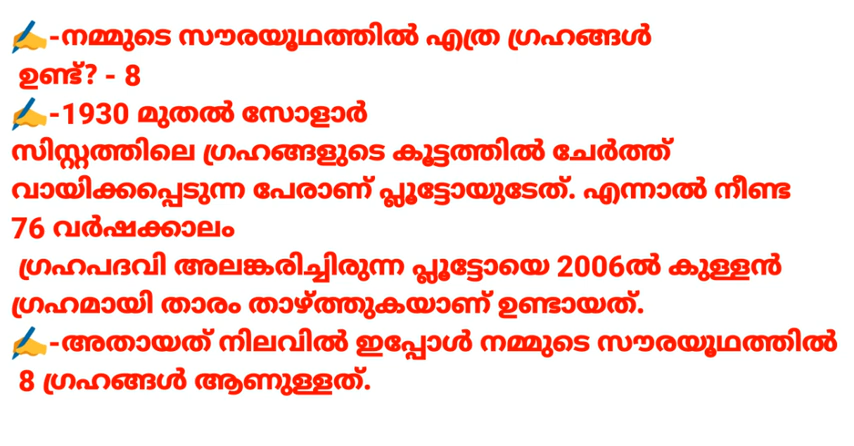 ✍️-നമ്മുടെ സൗരയൂഥത്തിൽ എത്ര ഗ്രഹങ്ങൾ
ഉണ്ട്? - 8
✍️-1930 മുതൽ സോളാർ
സിസ്റ്റത്തിലെ ഗ്രഹങ്ങളുടെ കൂട്ടത്തിൽ ചേർത്ത്
വായിക്കപ്പെടുന്ന പേരാണ് പ്ലൂട്ടോയുടേത്. എന്നാൽ നീണ്ട
76 വർഷക്കാലം
ഗ്രഹപദവി അലങ്കരിച്ചിരുന്ന പ്ലൂട്ടോയെ 2006ൽ കുള്ളൻ
ഗ്രഹമായി താരം താഴ്ത്തുകയാണ് ഉണ്ടായത്.
✍️-അതായത് നിലവിൽ ഇപ്പോൾ നമ്മുടെ സൗരയൂഥത്തിൽ
8 ഗ്രഹങ്ങൾ ആണുള്ളത്.